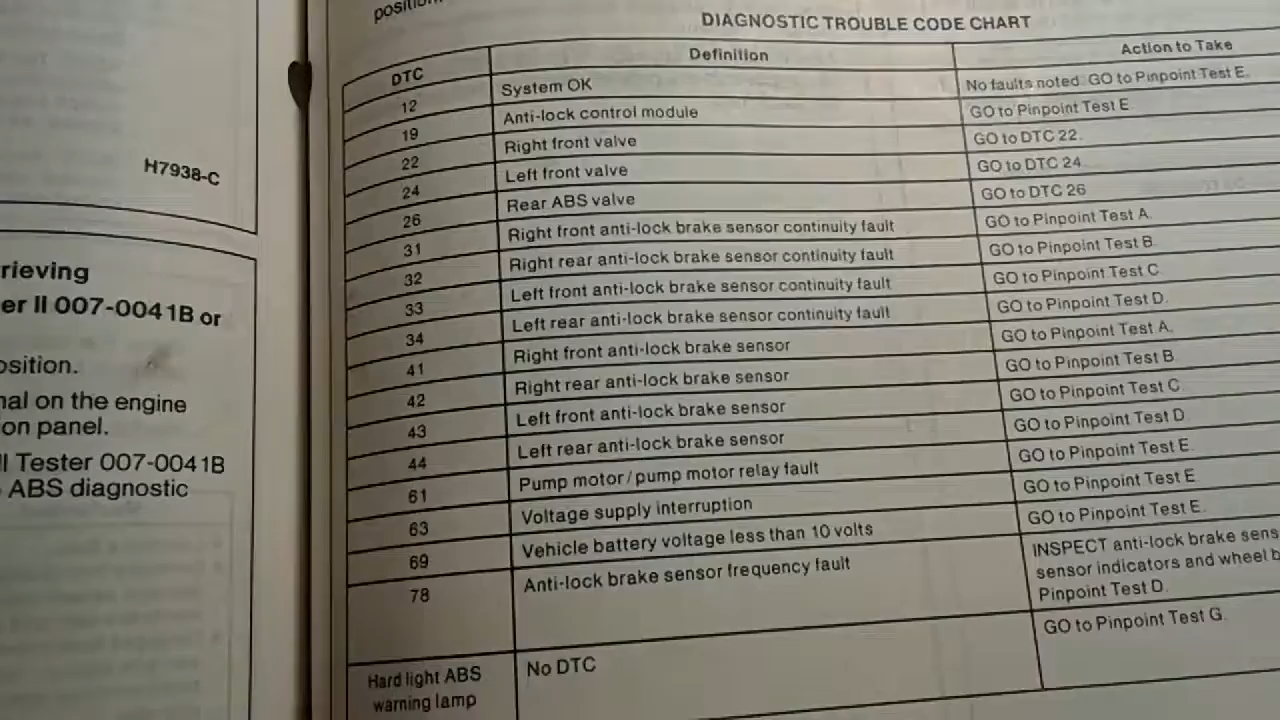 position.
H7938-C
rieving
er II 007-0041B or
osition.
nal on the engine
on panel.
II Tester 007-0041B
ABS diagnostic
DIAGNOSTIC TROUBLE CODE CHART
DTC Definition Action to Take
12 System OK No faults noted. GO to Pinpoint Test E.
19 Anti-lock control module GO to Pinpoint Test E.
22 Right front valve GO to DTC 22.
24 Left front valve GO to DTC 24.
26 Rear ABS valve GO to DTC 26
31 Right front anti-lock brake sensor continuity fault GO to Pinpoint Test A.
32 Right rear anti-lock brake sensor continuity fault GO to Pinpoint Test B.
33 Left front anti-lock brake sensor continuity fault GO to Pinpoint Test C.
34 Left rear anti-lock brake sensor continuity fault GO to Pinpoint Test D.
41 Right front anti-lock brake sensor GO to Pinpoint Test A.
42 Right rear anti-lock brake sensor GO to Pinpoint Test B.
43 Left front anti-lock brake sensor GO to Pinpoint Test C.
44 Left rear anti-lock brake sensor GO to Pinpoint Test D.
61 Pump motor/pump motor relay fault GO to Pinpoint Test E.
63 Voltage supply interruption GO to Pinpoint Test E.
69 Vehicle battery voltage less than 10 volts GO to Pinpoint Test E.
78 Anti-lock brake sensor frequency fault INSPECT anti-lock brake sens
sensor indicators and wheel b
Pinpoint Test D.
Hard light ABS No DTC GO to Pinpoint Test G.
warning lamp